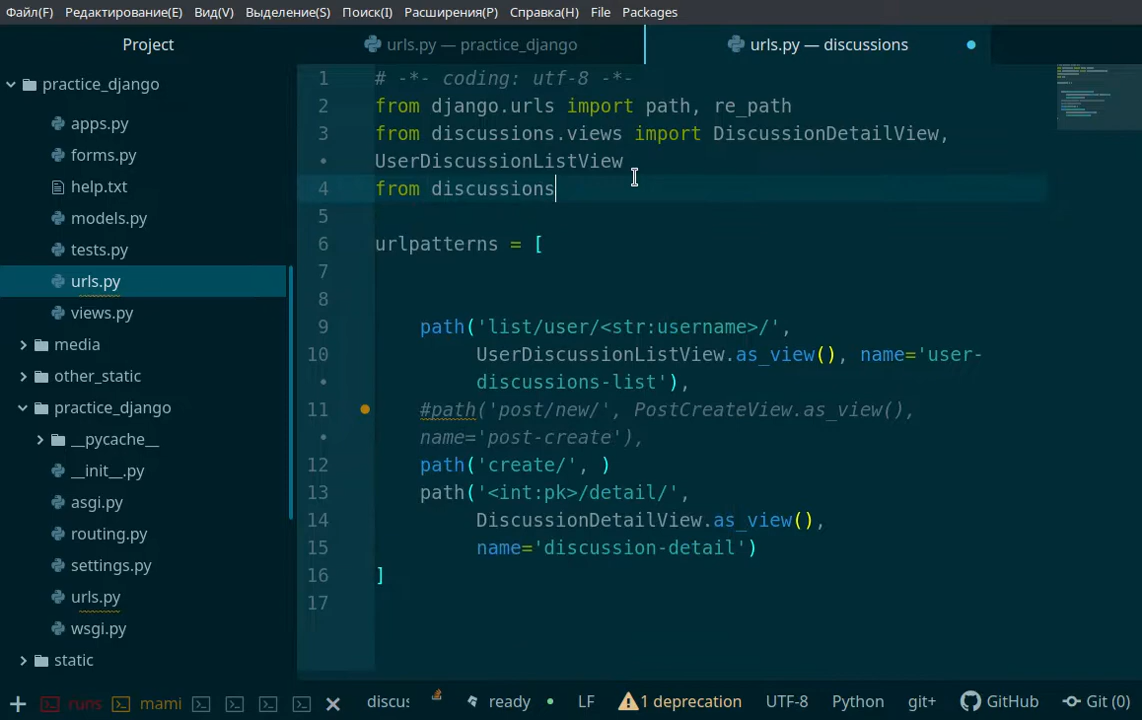 Файл(F) Редактирование(E) Вид(V) Выделение(S) Поиск(I) Расширения(P) Справка(H) File Packages
Project
urls.py — practice_django
urls.py — discussions
practice_django
apps.py
forms.py
help.txt
models.py
tests.py
urls.py
views.py
media
other_static
practice_django
__pycache__
__init__.py
asgi.py
routing.py
settings.py
urls.py
wsgi.py
static
1 # -*- coding: utf-8 -*-
2 from django.urls import path, re_path
3 from discussions.views import DiscussionDetailView,
• UserDiscussionListView
4 from discussions
5
6 urlpatterns = [
7
8
9 path('list/user/<str:username>/',
10 UserDiscussionListView.as_view(), name='user-
• discussions-list'),
11 #path('post/new/', PostCreateView.as_view(),
• name='post-create'),
12 path('create/', )
13 path('<int:pk>/detail/',
14 DiscussionDetailView.as_view(),
15 name='discussion-detail')
16 ]
17
runs mami discus ready LF 1 deprecation UTF-8 Python git+ GitHub Git (0)